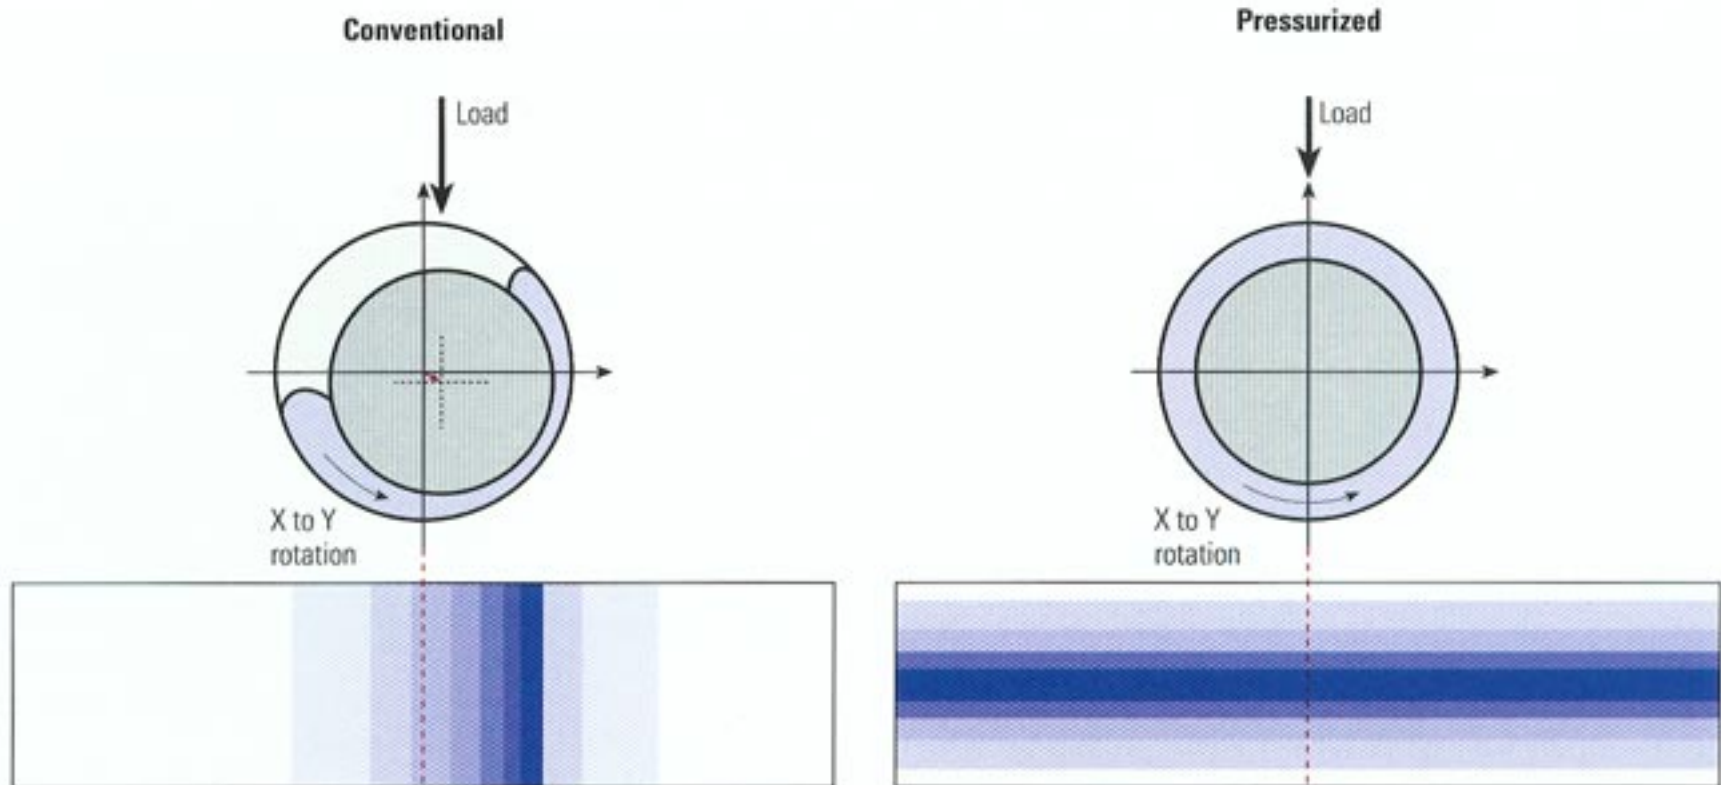 Conventional
Load
X to Y
rotation
Pressurized
Load
X to Y
rotation